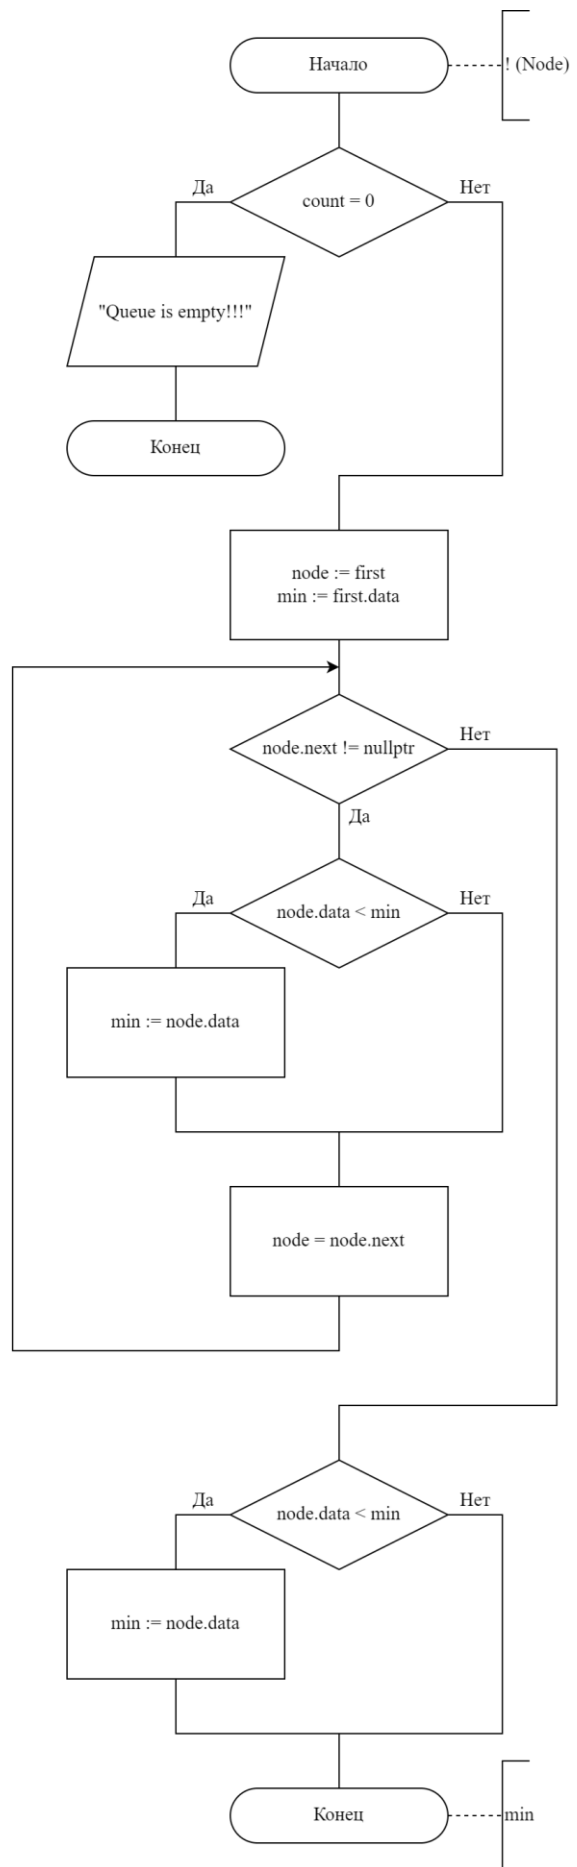 Начало
! (Node)
Да
count = 0
Нет
"Queue is empty!!!"
Конец
node := first
min := first.data
node.next != nullptr
Нет
Да
Да
node.data < min
Нет
min := node.data
node = node.next
Да
node.data < min
Нет
min := node.data
Конец
min